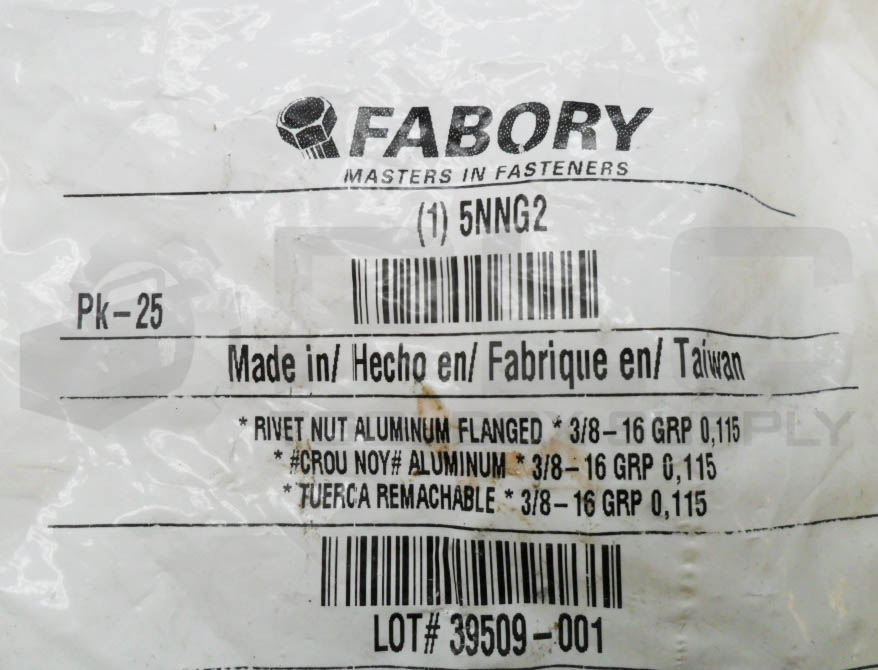 FABORY
MASTERS IN FASTENERS
(1) 5NNG2
Pk-25
Made in/ Hecho en/ Fabrique en/ Taiwan
* RIVET NUT ALUMINUM FLANGED * 3/8-16 GRP 0,115
* #CROU NOY# ALUMINUM * 3/8-16 GRP 0,115
* TUERCA REMACHABLE * 3/8-16 GRP 0,115
LOT# 39509-001